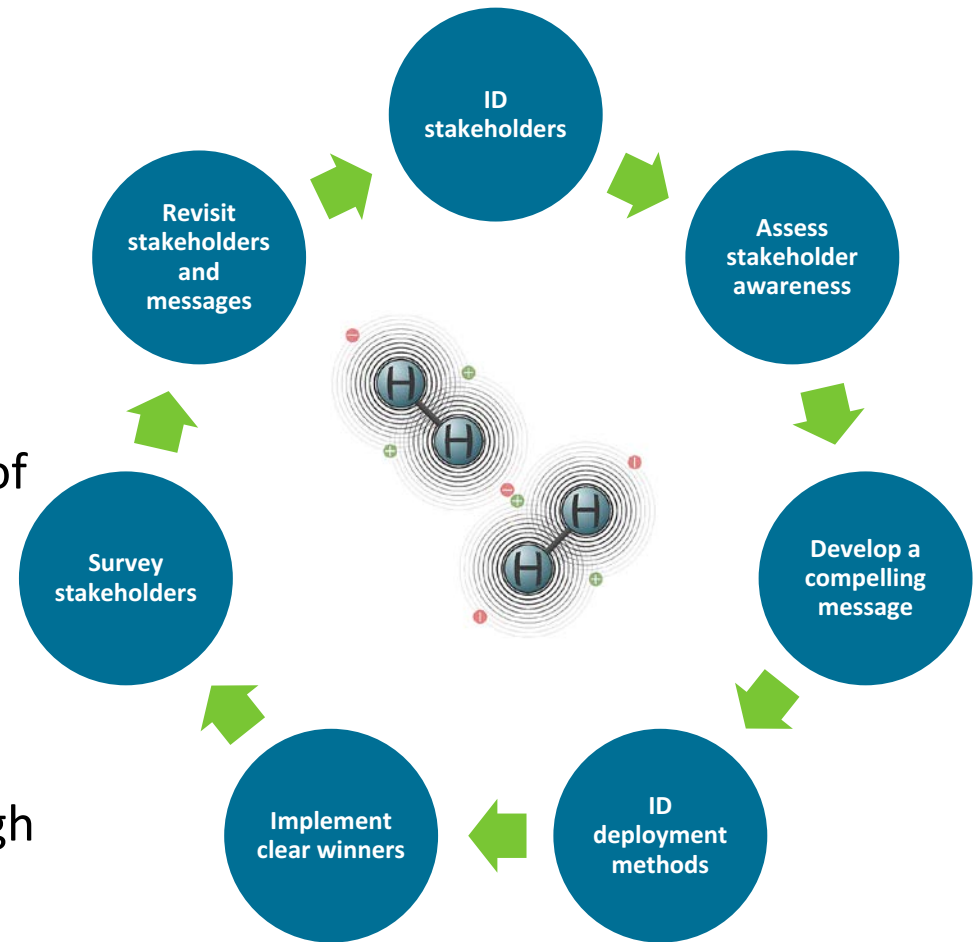 ID
stakeholders
Assess
stakeholder
awareness
Develop a
compelling
message
ID
deployment
methods
Implement
clear winners
Survey
stakeholders
Revisit
stakeholders
and
messages
of
gh
H
H
H
H